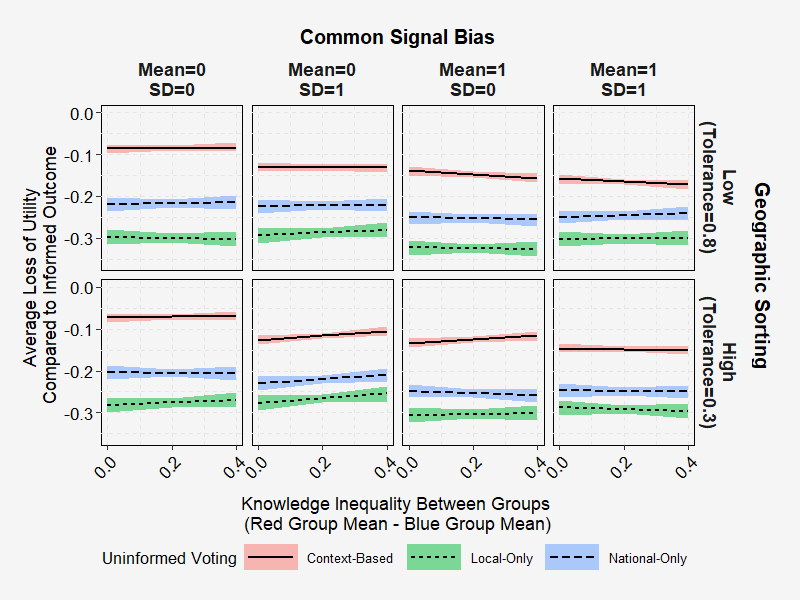 Common Signal Bias
Mean=0 Mean=0 Mean=1 Mean=1
SD=0 SD=1 SD=0 SD=1
Average Loss of Utility
Compared to Informed Outcome
0.0
-0.1
-0.2
-0.3
Low
(Tolerance=0.8)
0.0
-0.1
-0.2
-0.3
High
(Tolerance=0.3)
Geographic Sorting
0.0 0.2 0.4 0.0 0.2 0.4 0.0 0.2 0.4 0.0 0.2 0.4
Knowledge Inequality Between Groups
(Red Group Mean - Blue Group Mean)
Uninformed Voting Context-Based Local-Only National-Only